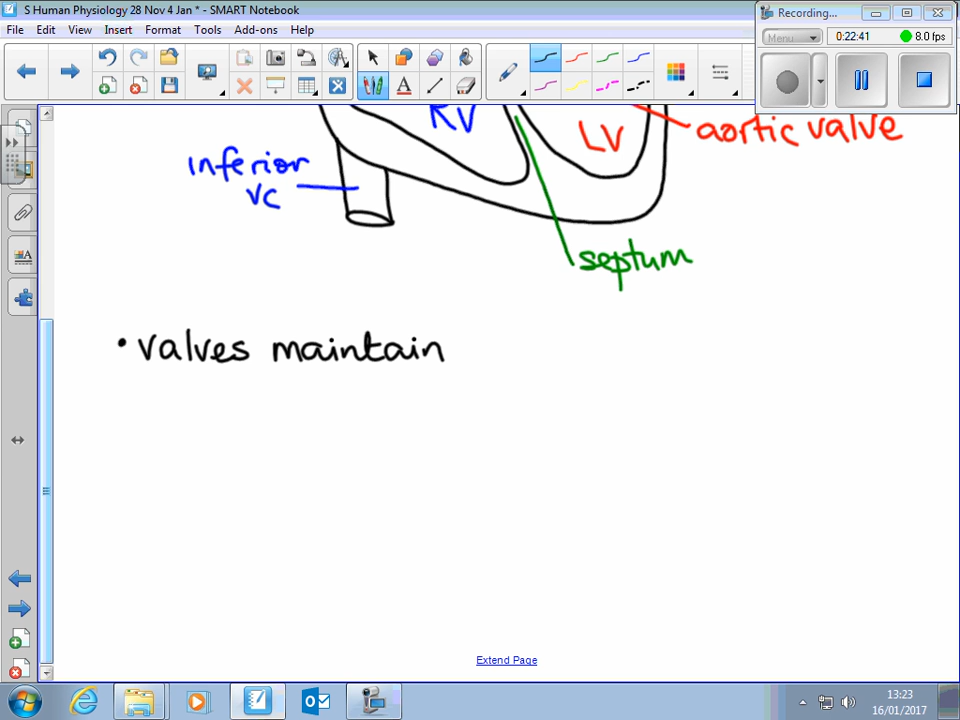 S Human Physiology 28 Nov 4 Jan * - SMART Notebook
Recording...
File Edit View Insert Format Tools Add-ons Help
Menu
0:22:41
8.0 fps
RV
LV
aortic valve
inferior
VC
septum
• valves maintain
Extend Page
13:23
16/01/2017